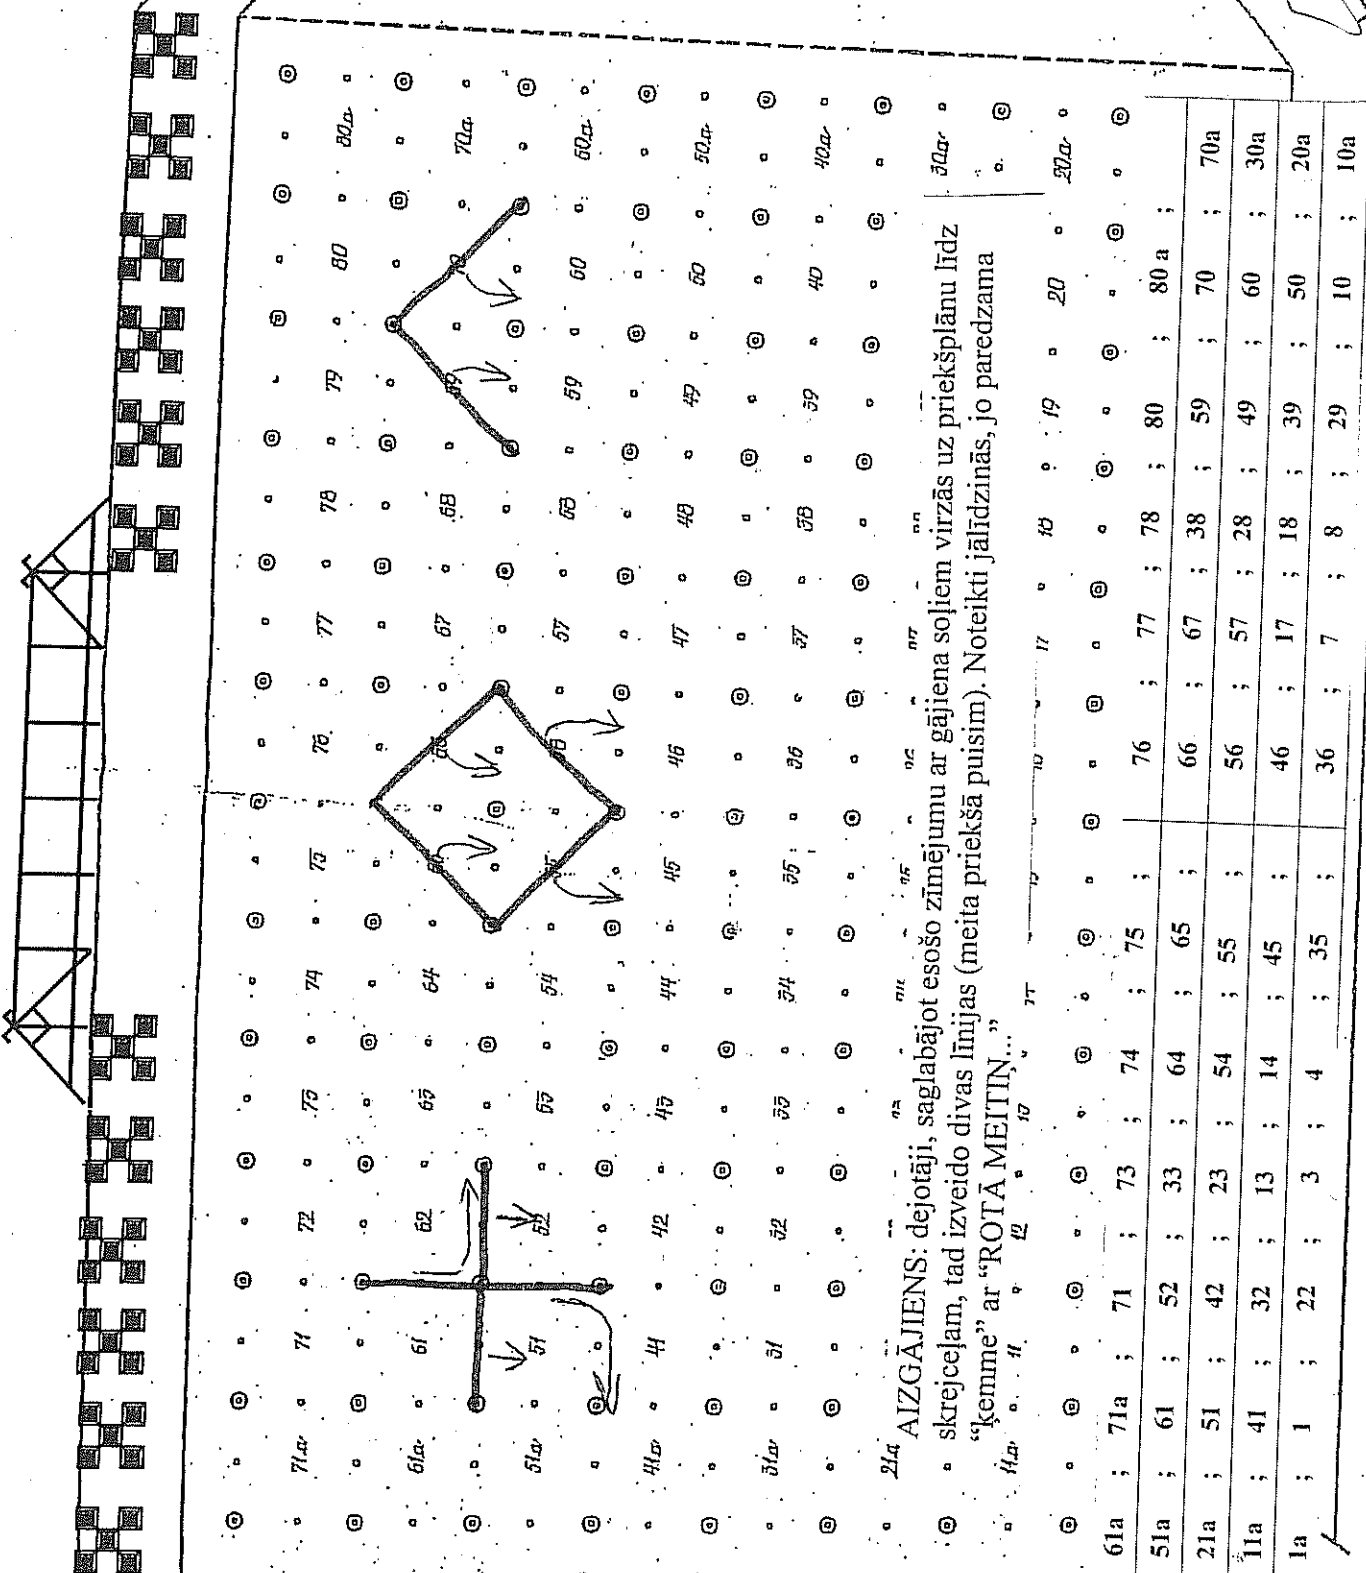 71a 71 72 73 74 75 76 77 78 79 80 80a
61a 61 62 63 64 66 67 68 69 70 70a
51a 51 52 53 54 55 56 57 58 59 60 60a
41a 41 42 43 44 45 46 47 48 49 50 50a
31a 31 32 33 34 35 36 37 38 39 40 40a
21a 30a
AIZGĀJIENS: dejotāji, saglabājot esošo zīmējumu ar gājiena soļiem virzās uz priekšplānu līdz
skrejceļam, tad izveido divas līnijas (meita priekšā puisim). Noteikti jālīdzinās, jo paredzama
“ķemme” ar “ROTĀ MEITIŅ...”
11a 11 12 13 17 18 19 20 20a
61a ; 71a ; 71 ; 73 ; 74 ; 75 ; 76 ; 77 ; 78 ; 80 ; 80 a ;
51a ; 61 ; 52 ; 33 ; 64 ; 65 ; 66 ; 67 ; 38 ; 59 ; 70 ; 70a
21a ; 51 ; 42 ; 23 ; 54 ; 55 ; 56 ; 57 ; 28 ; 49 ; 60 ; 30a
11a ; 41 ; 32 ; 13 ; 14 ; 45 ; 46 ; 17 ; 18 ; 39 ; 50 ; 20a
1a ; 1 ; 22 ; 3 ; 4 ; 35 ; 36 ; 7 ; 8 ; 29 ; 10 ; 10a